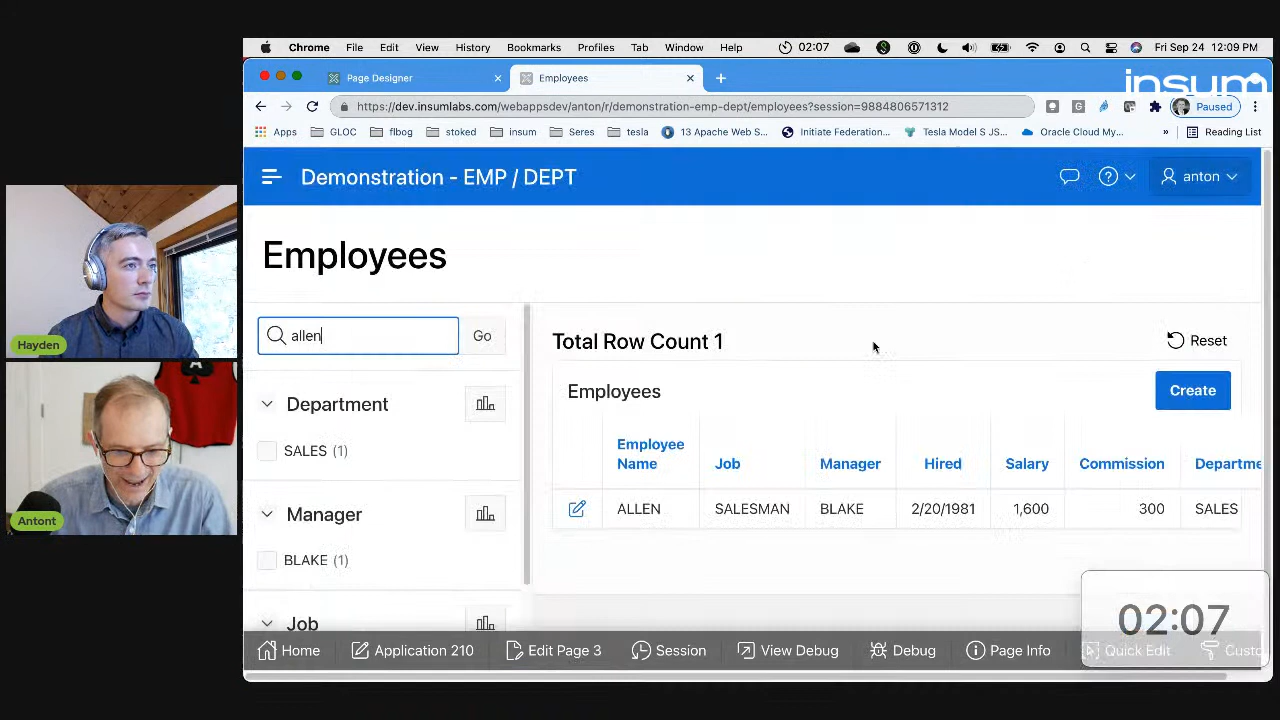 Chrome File Edit View History Bookmarks Profiles Tab Window Help 02:07 Fri Sep 24 12:09 PM
Page Designer Employees
insum
https://dev.insumlabs.com/webappsdev/anton/r/demonstration-emp-dept/employees?session=9884806571312 Paused
Apps GLOC flbog stoked insum Seres tesla 13 Apache Web S... Initiate Federation... Tesla Model S JS... Oracle Cloud My... » Reading List
Demonstration - EMP / DEPT anton
Employees
allen Go
Total Row Count 1 Reset
Employees Create
Department
SALES (1)
Manager
BLAKE (1)
Job
Employee Name Job Manager Hired Salary Commission Departme
ALLEN SALESMAN BLAKE 2/20/1981 1,600 300 SALES
02:07
Home Application 210 Edit Page 3 Session View Debug Debug Page Info Quick Edit Custo
Hayden
A
Antont